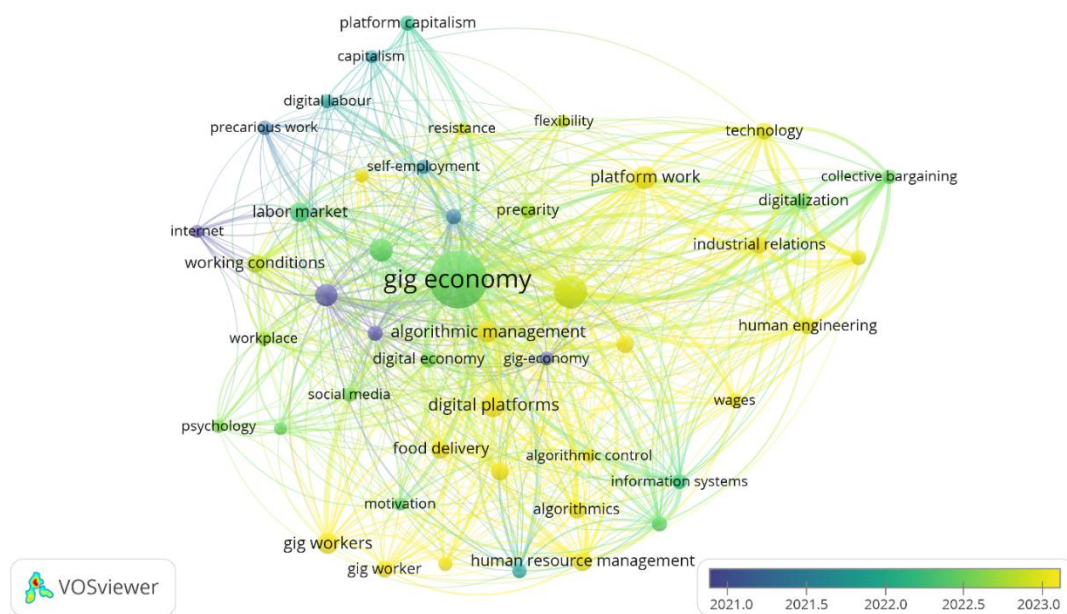 platform capitalism
capitalism
digital labour
precarious work
resistance
flexibility
technology
self-employment
platform work
collective bargaining
labor market
precarity
digitalization
internet
industrial relations
working conditions
gig economy
algorithmic management
human engineering
workplace
digital economy
gig-economy
social media
digital platforms
wages
psychology
food delivery
algorithmic control
information systems
motivation
algorithmics
gig workers
human resource management
gig worker
VOSviewer
2021.0 2021.5 2022.0 2022.5 2023.0